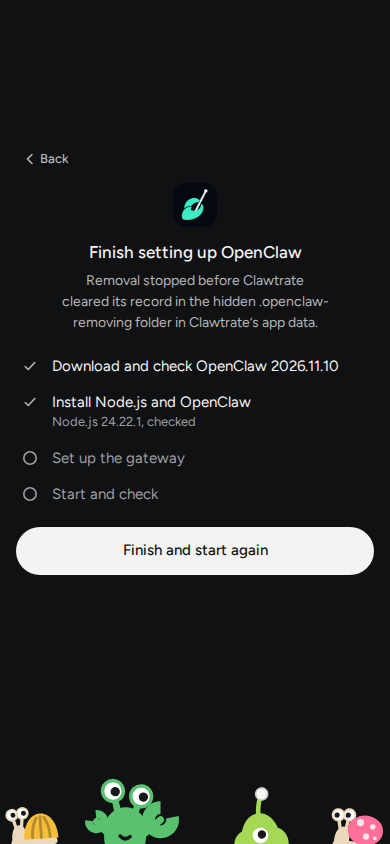 Back
Finish setting up OpenClaw
Removal stopped before Clawtrate
cleared its record in the hidden .openclaw-
removing folder in Clawtrate's app data.
Download and check OpenClaw 2026.11.10
Install Node.js and OpenClaw
Node.js 24.22.1, checked
Set up the gateway
Start and check
Finish and start again